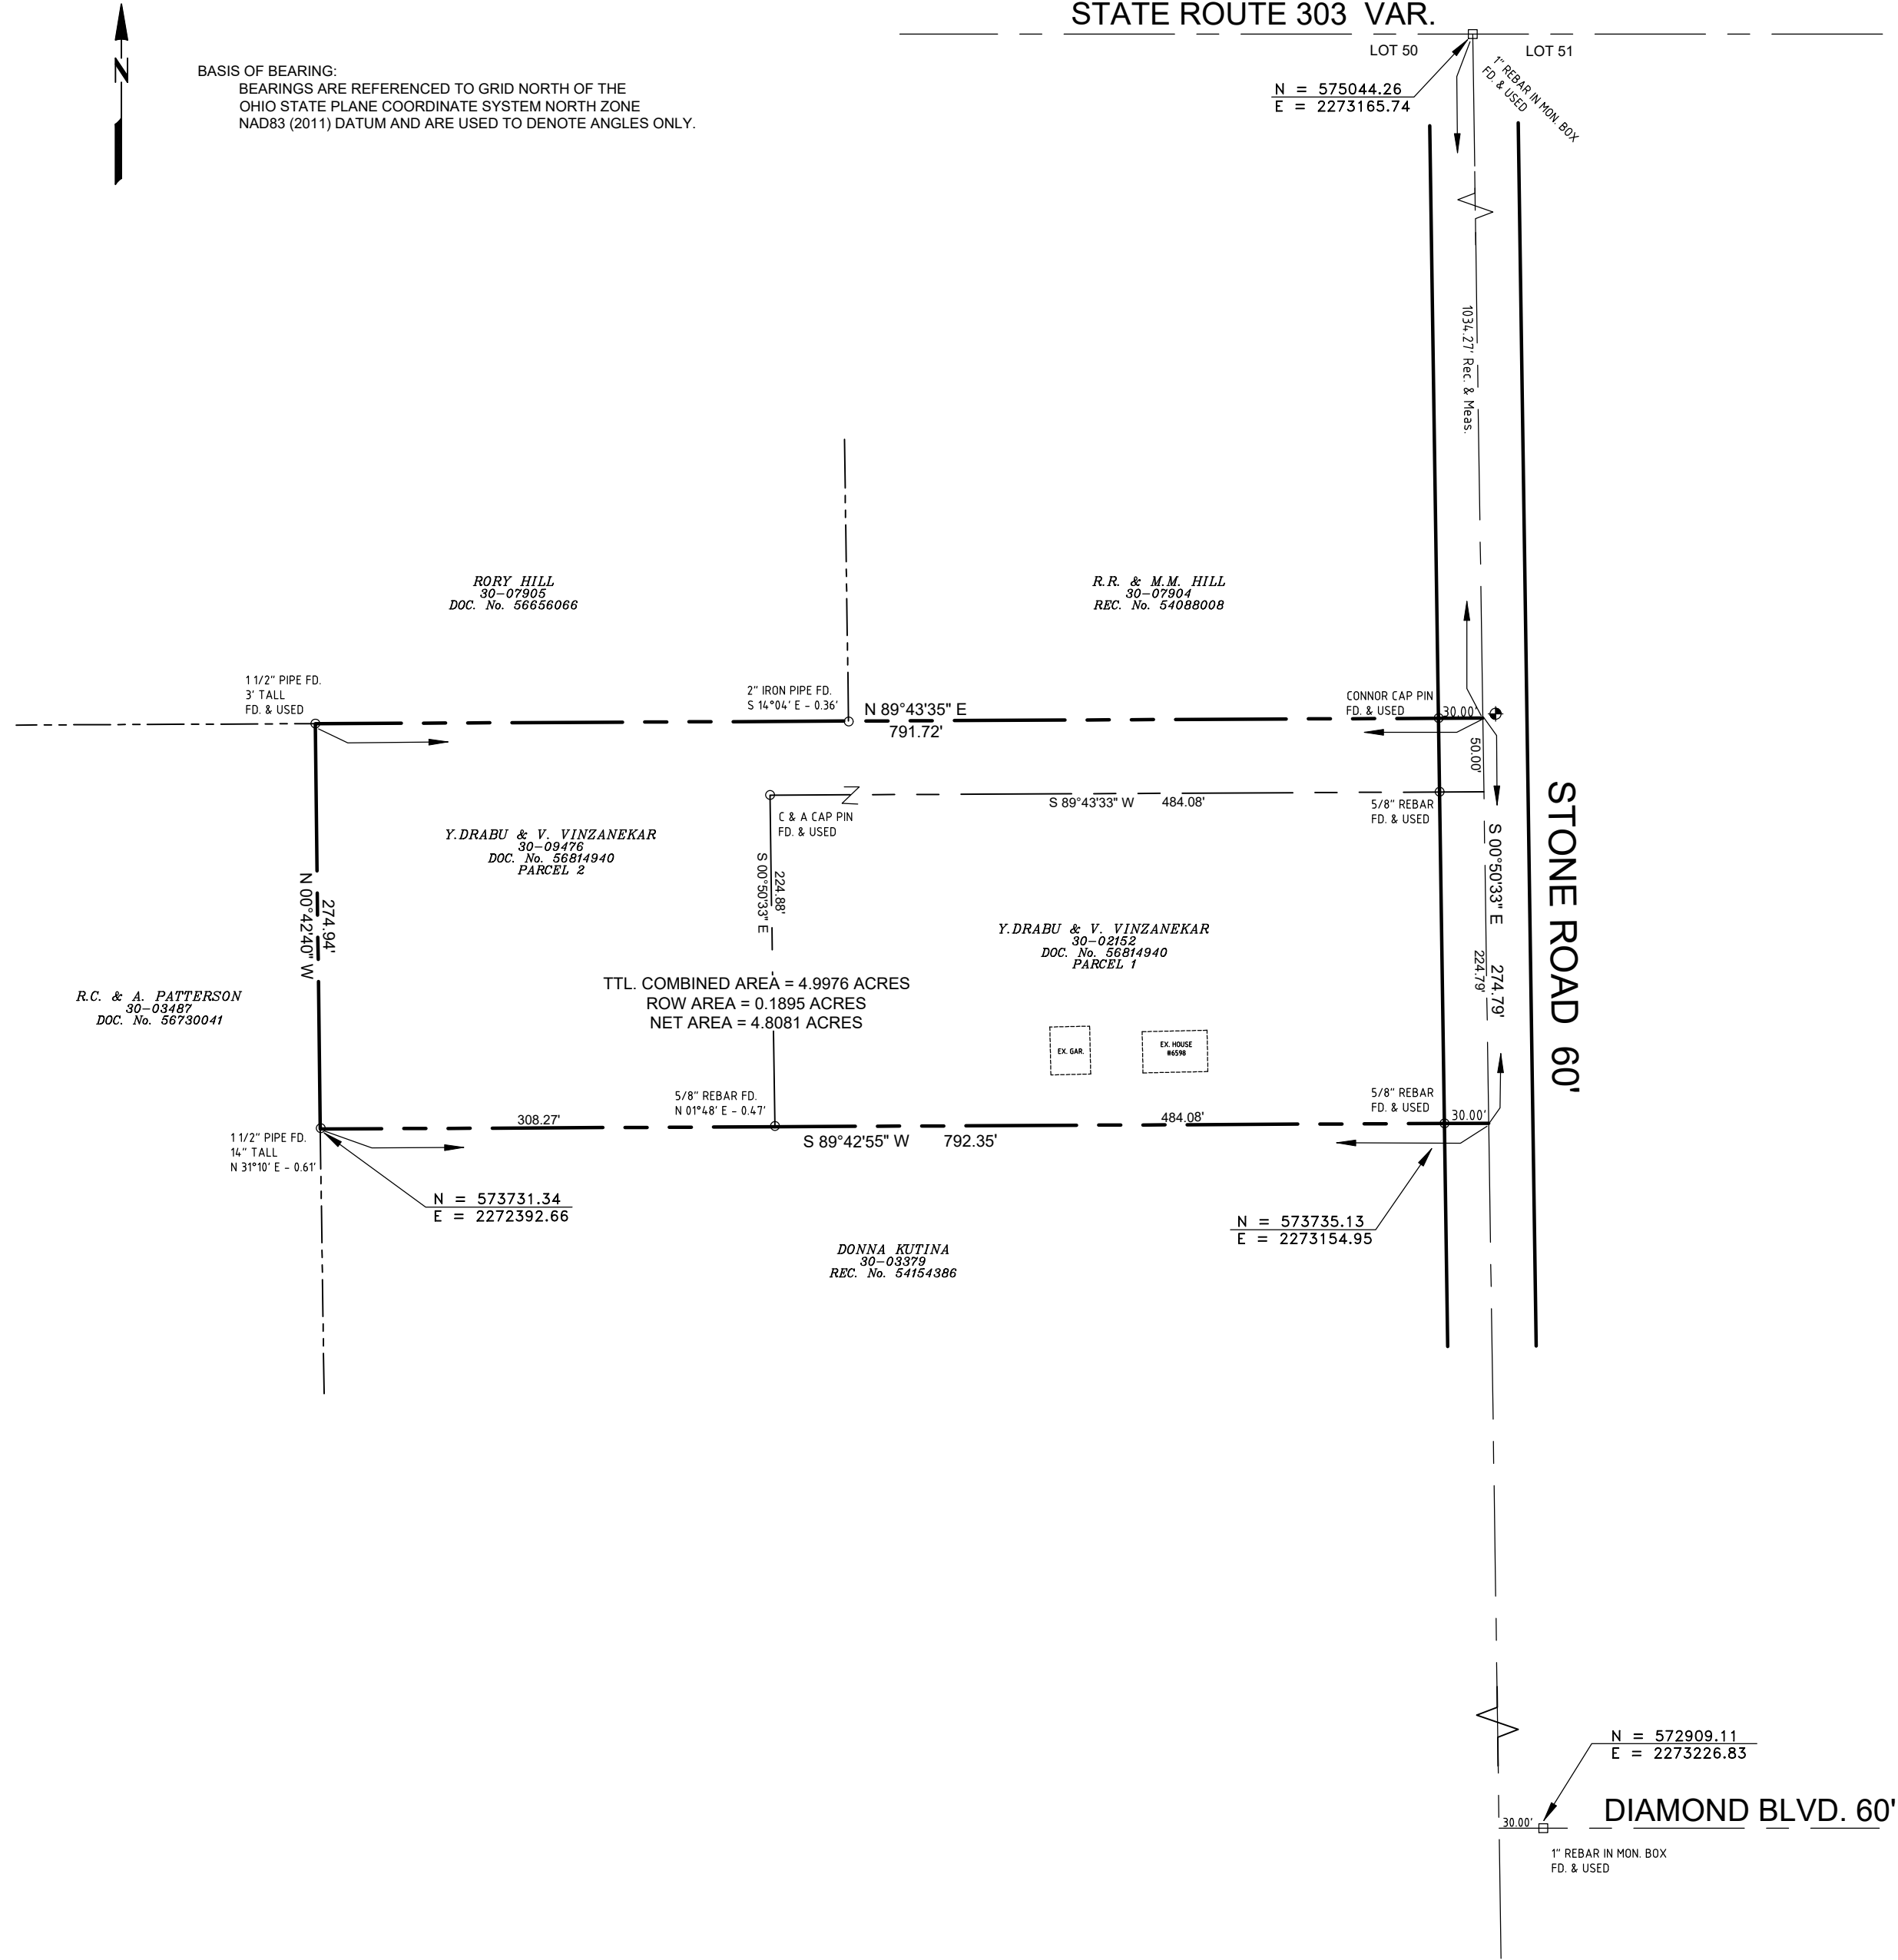 STATE ROUTE 303 VAR.
LOT 50
LOT 51
N
BASIS OF BEARING:
BEARINGS ARE REFERENCED TO GRID NORTH OF THE
OHIO STATE PLANE COORDINATE SYSTEM NORTH ZONE
NAD83 (2011) DATUM AND ARE USED TO DENOTE ANGLES ONLY.
N = 575044.26
E = 2273165.74
1" REBAR IN MON. BOX
FD. & USED
1034.27' Rec. & Meas.
RORY HILL
30-07905
DOC. No. 56656066
R.R. & M.M. HILL
30-07904
REC. No. 54088008
1 1/2" PIPE FD.
3' TALL
FD. & USED
2" IRON PIPE FD.
S 14°04' E - 0.36'
N 89°43'35" E
791.72'
CONNOR CAP PIN
FD. & USED
30.00'
50.00'
S 89°43'33" W 484.08'
C & A CAP PIN
FD. & USED
5/8" REBAR
FD. & USED
Y.DRABU & V. VINZANEKAR
30-09476
DOC. No. 56814940
PARCEL 2
224.88'
S 00°50'33" E
N 00°42'40" W
274.94'
Y.DRABU & V. VINZANEKAR
30-02152
DOC. No. 56814940
PARCEL 1
S 00°50'33" E 274.79'
224.79'
STONE ROAD 60'
R.C. & A. PATTERSON
30-03487
DOC. No. 56730041
TTL. COMBINED AREA = 4.9976 ACRES
ROW AREA = 0.1895 ACRES
NET AREA = 4.8081 ACRES
EX. GAR.
EX. HOUSE
#6598
5/8" REBAR FD.
N 01°48' E - 0.47'
5/8" REBAR
FD. & USED
30.00'
308.27'
484.08'
S 89°42'55" W 792.35'
1 1/2" PIPE FD.
14" TALL
N 31°10' E - 0.61'
N = 573731.34
E = 2272392.66
N = 573735.13
E = 2273154.95
DONNA KUTINA
30-03379
REC. No. 54154386
N = 572909.11
E = 2273226.83
DIAMOND BLVD. 60'
30.00'
1" REBAR IN MON. BOX
FD. & USED